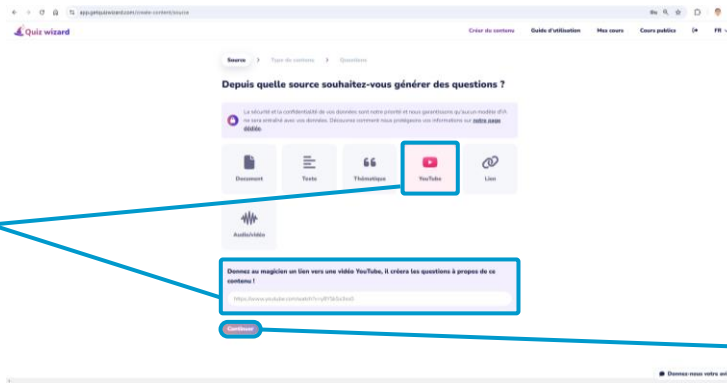 app.getquizwizard.com/create-content/source
Quiz wizard
Créer du contenu
Guide d'utilisation
Mes cours
Cours publics
FR
Source
Type de contenu
Questions
Depuis quelle source souhaitez-vous générer des questions ?
La sécurité et la confidentialité de vos données sont notre priorité et nous garantissons qu'aucun modèle d'IA
ne sera entraîné avec vos données. Découvrez comment nous protégeons vos informations sur notre page
dédiée.
Document
Texte
Thématique
YouTube
Lien
Audio/vidéo
Donnez au magicien un lien vers une vidéo YouTube, il créera les questions à propos de ce
contenu !
Continuer
Donnez-nous votre avi